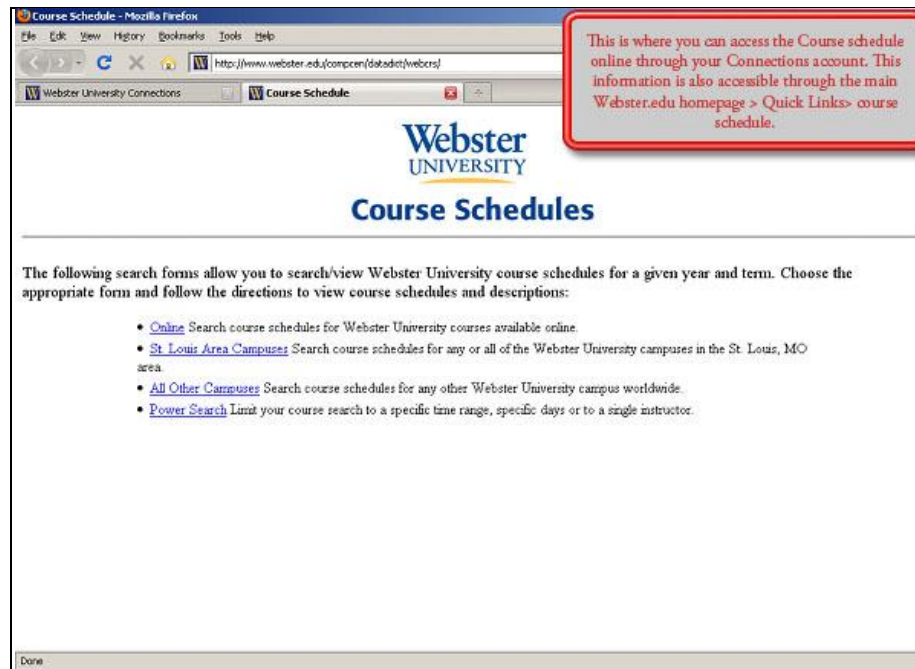 Course Schedule - Mozilla Firefox
File Edit View History Bookmarks Tools Help
This is where you can access the Course schedule
online through your Connections account. This
information is also accessible through the main
Webster.edu homepage > Quick Links> course
schedule.
http://www.webster.edu/compcen/datadict/webcrs/
Webster University Connections
Course Schedule
Webster
UNIVERSITY
Course Schedules
The following search forms allow you to search/view Webster University course schedules for a given year and term. Choose the
appropriate form and follow the directions to view course schedules and descriptions:
• Online Search course schedules for Webster University courses available online.
• St. Louis Area Campuses Search course schedules for any or all of the Webster University campuses in the St. Louis, MO
area.
• All Other Campuses Search course schedules for any other Webster University campus worldwide.
• Power Search Limit your course search to a specific time range, specific days or to a single instructor.
Done